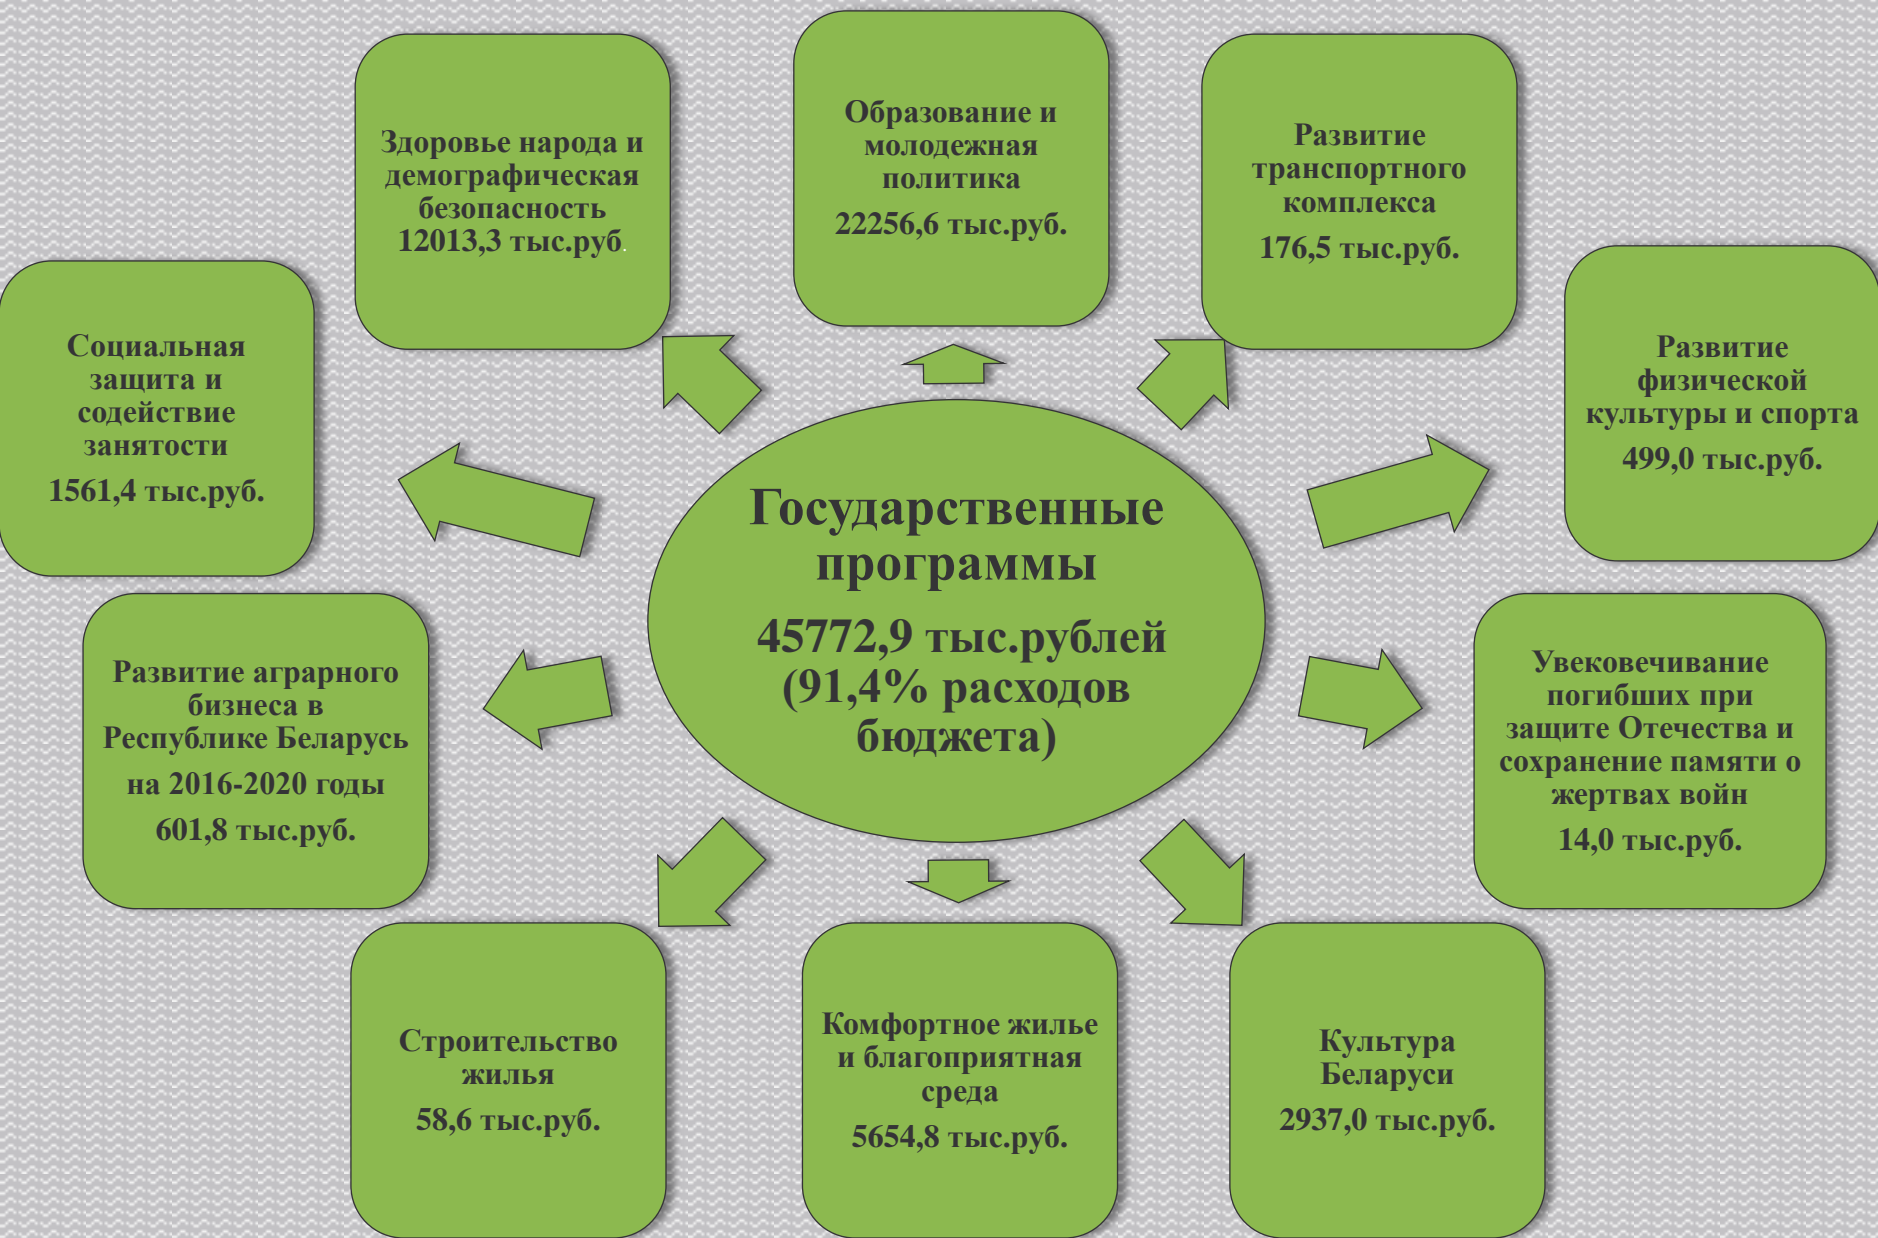 Образование и
молодежная
политика
22256,6 тыс.руб.
Здоровье народа и
демографическая
безопасность
12013,3 тыс.руб.
Развитие
транспортного
комплекса
176,5 тыс.руб.
Социальная
защита и
содействие
занятости
1561,4 тыс.руб.
Развитие
физической
культуры и спорта
499,0 тыс.руб.
Государственные
программы
45772,9 тыс.рублей
(91,4% расходов
бюджета)
Развитие аграрного
бизнеса в
Республике Беларусь
на 2016-2020 годы
601,8 тыс.руб.
Увековечивание
погибших при
защите Отечества и
сохранение памяти о
жертвах войн
14,0 тыс.руб.
Строительство
жилья
58,6 тыс.руб.
Комфортное жилье
и благоприятная
среда
5654,8 тыс.руб.
Культура
Беларуси
2937,0 тыс.руб.